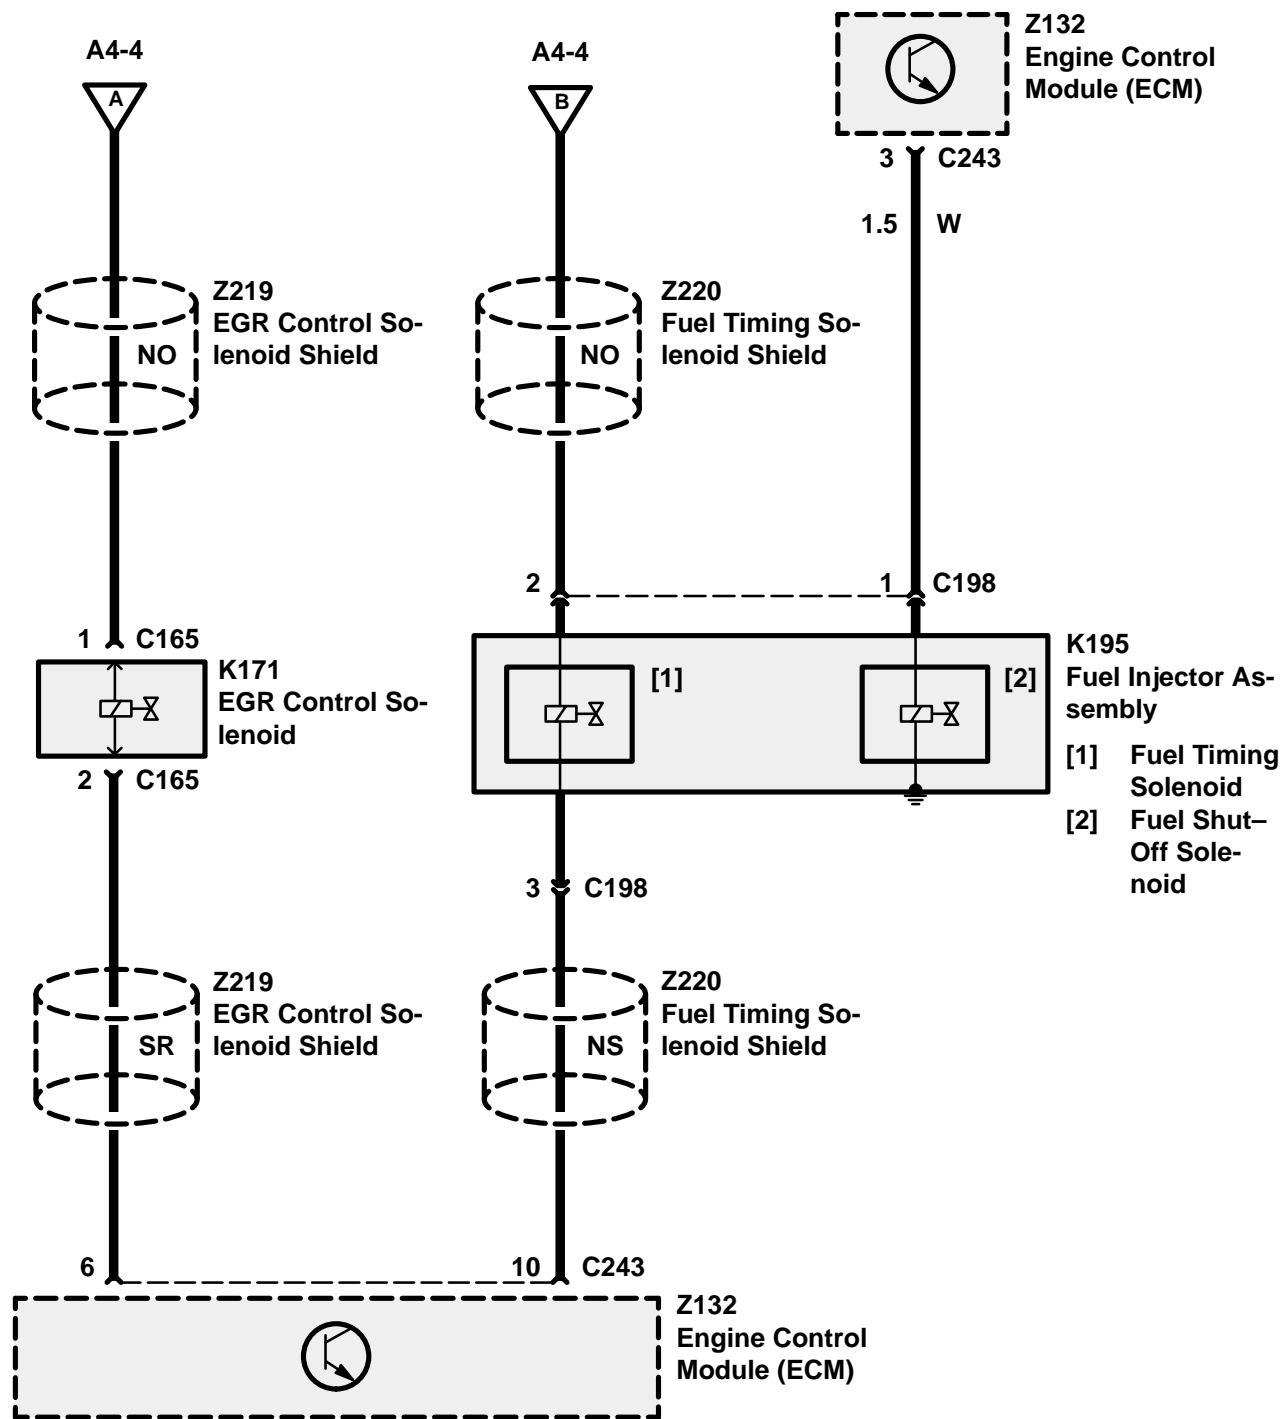 A4-4
A
A4-4
B
Z132
Engine Control
Module (ECM)
3 C243
1.5 W
Z219
EGR Control So-
lenoid Shield
NO
Z220
Fuel Timing So-
lenoid Shield
NO
2
1 C198
1 C165
K171
EGR Control So-
lenoid
2 C165
[1]
[2]
K195
Fuel Injector As-
sembly
[1] Fuel Timing
Solenoid
[2] Fuel Shut–
Off Sole-
noid
3 C198
Z219
EGR Control So-
lenoid Shield
SR
Z220
Fuel Timing So-
lenoid Shield
NS
6
10 C243
Z132
Engine Control
Module (ECM)